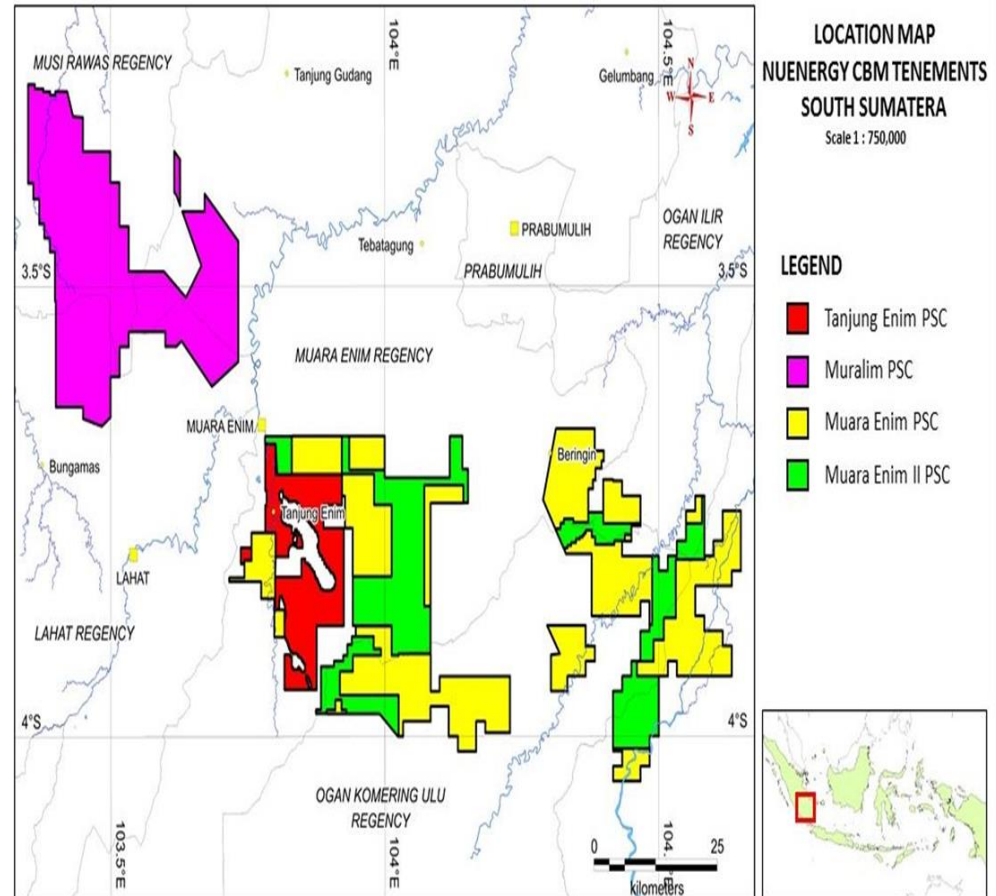 LOCATION MAP
NUENERGY CBM TENEMENTS
SOUTH SUMATERA
Scale 1 : 750,000
LEGEND
Tanjung Enim PSC
Muralim PSC
Muara Enim PSC
Muara Enim II PSC
104°E
104.5°E
MUSI RAWAS REGENCY
Tanjung Gudang
Gelumbang
N
W
E
S
OGAN ILIR
REGENCY
PRABUMULIH
Tebatagung
PRABUMULIH
3.5°S
3.5°S
MUARA ENIM REGENCY
MUARA ENIM
Bungamas
Beringin
Tanjung Enim
LAHAT
LAHAT REGENCY
4°S
4°S
OGAN KOMERING ULU
REGENCY
103.5°E
104°E
104.
0
25
kilometers